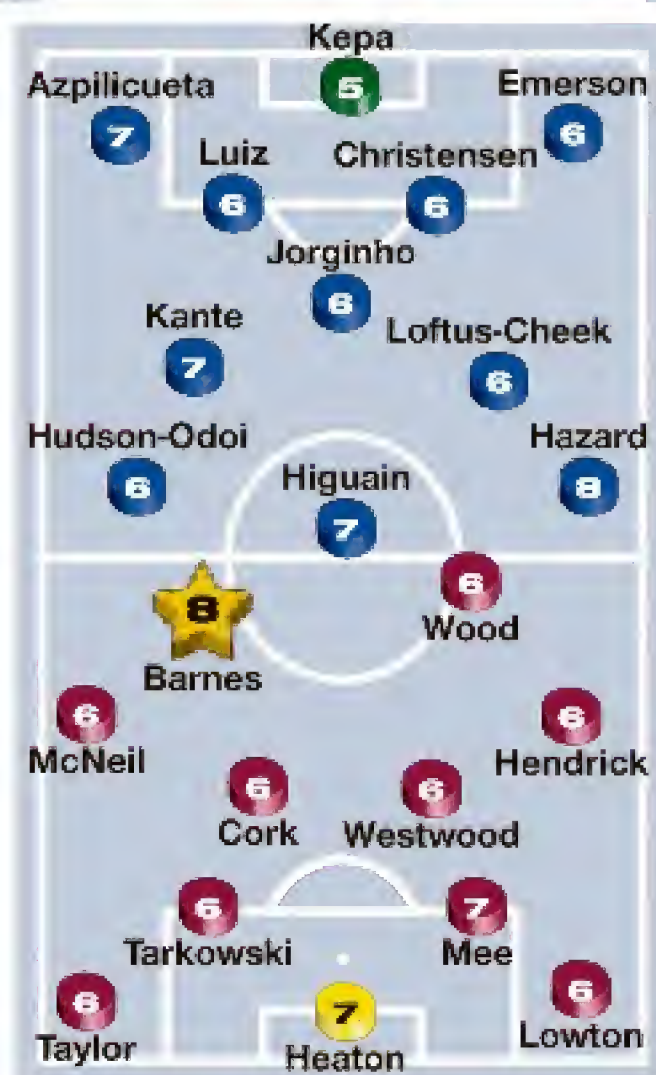 Kepa
5
Azpilicueta
7
Emerson
6
Luiz
6
Christensen
6
Jorginho
6
Kante
7
Loftus-Cheek
6
Hudson-Odoi
6
Higuain
7
Hazard
8
8
Barnes
6
Wood
6
McNeil
6
Hendrick
6
Cork
6
Westwood
6
Tarkowski
7
Mee
6
Taylor
7
Heaton
6
Lowton